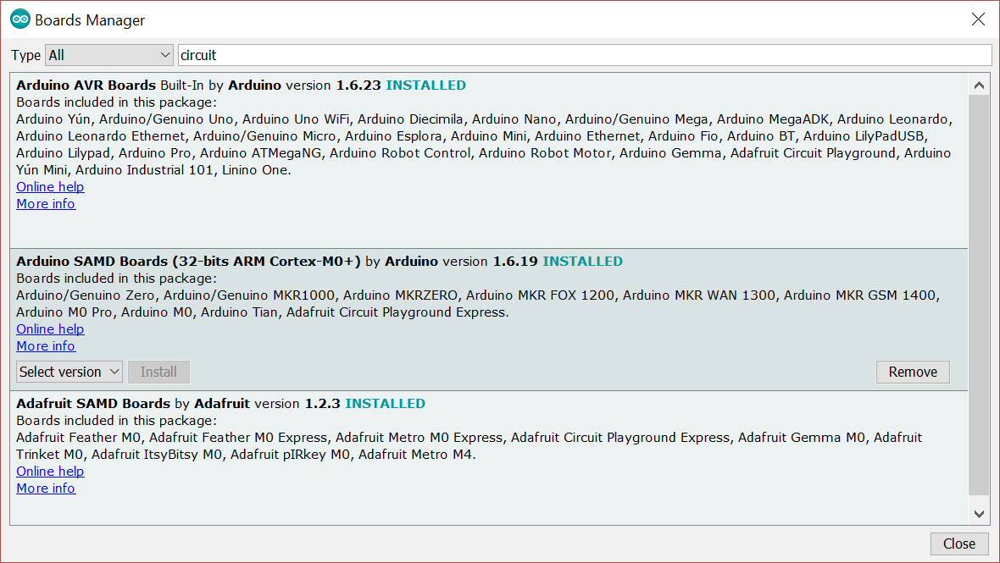 Boards Manager
Type All circuit
Arduino AVR Boards Built-In by Arduino version 1.6.23 INSTALLED
Boards included in this package:
Arduino Yún, Arduino/Genuino Uno, Arduino Uno WiFi, Arduino Diecimila, Arduino Nano, Arduino/Genuino Mega, Arduino MegaADK, Arduino Leonardo,
Arduino Leonardo Ethernet, Arduino/Genuino Micro, Arduino Esplora, Arduino Mini, Arduino Ethernet, Arduino Fio, Arduino BT, Arduino LilyPadUSB,
Arduino Lilypad, Arduino Pro, Arduino ATMegaNG, Arduino Robot Control, Arduino Robot Motor, Arduino Gemma, Adafruit Circuit Playground, Arduino
Yún Mini, Arduino Industrial 101, Linino One.
Online help
More info
Arduino SAMD Boards (32-bits ARM Cortex-M0+) by Arduino version 1.6.19 INSTALLED
Boards included in this package:
Arduino/Genuino Zero, Arduino/Genuino MKR1000, Arduino MKRZERO, Arduino MKR FOX 1200, Arduino MKR WAN 1300, Arduino MKR GSM 1400,
Arduino M0 Pro, Arduino M0, Arduino Tian, Adafruit Circuit Playground Express.
Online help
More info
Select version Install Remove
Adafruit SAMD Boards by Adafruit version 1.2.3 INSTALLED
Boards included in this package:
Adafruit Feather M0, Adafruit Feather M0 Express, Adafruit Metro M0 Express, Adafruit Circuit Playground Express, Adafruit Gemma M0, Adafruit
Trinket M0, Adafruit ItsyBitsy M0, Adafruit pIRkey M0, Adafruit Metro M4.
Online help
More info
Close